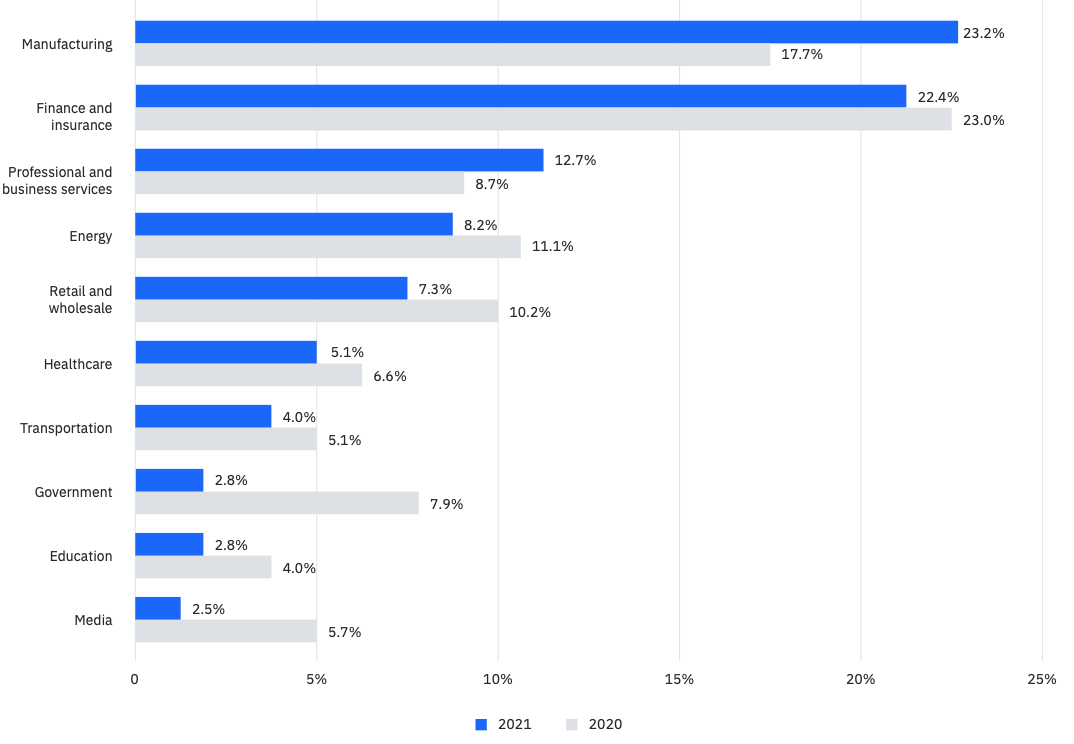 Manufacturing
23.2%
17.7%
Finance and
insurance
22.4%
23.0%
Professional and
business services
12.7%
8.7%
Energy
8.2%
11.1%
Retail and
wholesale
7.3%
10.2%
Healthcare
5.1%
6.6%
Transportation
4.0%
5.1%
Government
2.8%
7.9%
Education
2.8%
4.0%
Media
2.5%
5.7%
0 5% 10% 15% 20% 25%
2021 2020